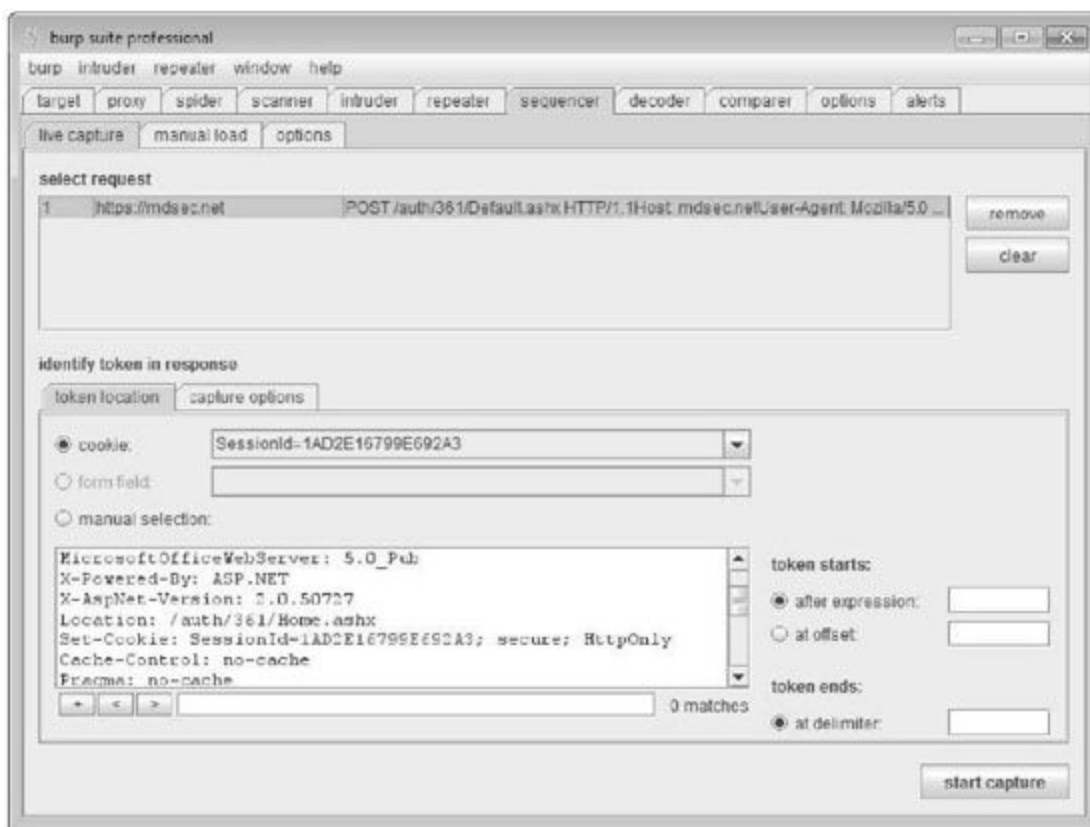 burp suite professional
burp intruder repeater window help
target proxy spider scanner intruder repeater sequencer decoder comparer options alerts
live capture manual load options
select request
1 https://mdsec.net POST /auth/361/Default.ashx HTTP/1.1Host: mdsec.netUser-Agent: Mozilla/5.0 ...
remove
clear
identify token in response
token location capture options
cookie: SessionId=1AD2E16799E692A3
form field:
manual selection:
MicrosoftOfficeWebServer: 5.0_Pub
X-Powered-By: ASP.NET
X-AspNet-Version: 2.0.50727
Location: /auth/361/Home.ashx
Set-Cookie: SessionId=1AD2E16799E692A3; secure; HttpOnly
Cache-Control: no-cache
Pragma: no-cache
+ < > 0 matches
token starts:
after expression:
at offset:
token ends:
at delimiter:
start capture